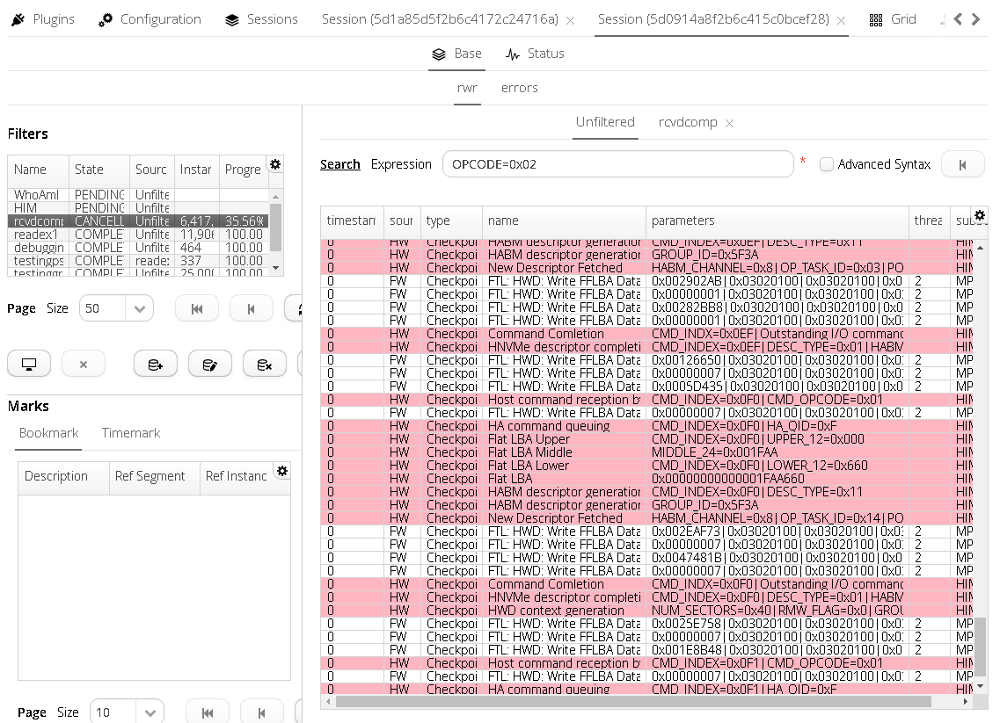 Plugins Configuration Sessions Session (5d1a85d5f2b6c4172c24716a) Session (5d0914a8f2b6c415c0bcef28) Grid
Base Status
rwr errors
Unfiltered rcvdcomp
Filters
Name State Sourc Instar Progre
WhoAmI PENDING Unfilte
HIM PENDING Unfilte
rcvdcomp CANCELL Unfilte 6,417, 35.56%
readex1 COMPLET Unfilte 11,906 100.00
debuggin COMPLET Unfilte 464 100.00
testingps COMPLET reade: 337 100.00
testinggr COMPLET Unfilte 25,000 100.00
Page Size 50
Marks
Bookmark Timemark
Description Ref Segment Ref Instanc
Page Size 10
Search Expression OPCODE=0x02 * Advanced Syntax
timestan sour type name parameters threa
0 HW Checkpoi HABM descriptor generation CMD_INDEX=0x0EF|DESC_TYPE=0x11 HIM
0 HW Checkpoi HABM descriptor generation GROUP_ID=0x5F3A HIM
0 HW Checkpoi New Descriptor Fetched HABM_CHANNEL=0x8|OP_TASK_ID=0x03|PO HIM
0 FW Checkpoi FTL: HWD: Write FFLBA Data 0x002902AB|0x03020100|0x03020100|0x0 2 MP
0 FW Checkpoi FTL: HWD: Write FFLBA Data 0x00000001|0x03020100|0x03020100|0x0 2 MP
0 FW Checkpoi FTL: HWD: Write FFLBA Data 0x00282BB8|0x03020100|0x03020100|0x0 2 MP
0 FW Checkpoi FTL: HWD: Write FFLBA Data 0x00000001|0x03020100|0x03020100|0x0 2 MP
0 HW Checkpoi Command Comletion CMD_INDX=0x0EF|Outstanding I/O command HIM
0 HW Checkpoi HNVMe descriptor completi CMD_INDEX=0x0EF|DESC_TYPE=0x01|HABM HIM
0 FW Checkpoi FTL: HWD: Write FFLBA Data 0x00126650|0x03020100|0x03020100|0x0 2 MP
0 FW Checkpoi FTL: HWD: Write FFLBA Data 0x00000007|0x03020100|0x03020100|0x0 2 MP
0 FW Checkpoi FTL: HWD: Write FFLBA Data 0x0005D435|0x03020100|0x03020100|0x0 2 MP
0 HW Checkpoi Host command reception b CMD_INDEX=0x0F0|CMD_OPCODE=0x01 HIM
0 FW Checkpoi FTL: HWD: Write FFLBA Data 0x00000007|0x03020100|0x03020100|0x0 2 MP
0 HW Checkpoi HA command queuing CMD_INDEX=0x0F0|HA_QID=0xF HIM
0 HW Checkpoi Flat LBA Upper CMD_INDEX=0x0F0|UPPER_12=0x000 HIM
0 HW Checkpoi Flat LBA Middle MIDDLE_24=0x001FAA HIM
0 HW Checkpoi Flat LBA Lower CMD_INDEX=0x0F0|LOWER_12=0x660 HIM
0 HW Checkpoi Flat LBA 0x00000000000001FAA660 HIM
0 HW Checkpoi HABM descriptor generation CMD_INDEX=0x0F0|DESC_TYPE=0x11 HIM
0 HW Checkpoi HABM descriptor generation GROUP_ID=0x5F3A HIM
0 HW Checkpoi New Descriptor Fetched HABM_CHANNEL=0x8|OP_TASK_ID=0x14|PO HIM
0 FW Checkpoi FTL: HWD: Write FFLBA Data 0x002EAF73|0x03020100|0x03020100|0x0 2 MP
0 FW Checkpoi FTL: HWD: Write FFLBA Data 0x00000007|0x03020100|0x03020100|0x0 2 MP
0 FW Checkpoi FTL: HWD: Write FFLBA Data 0x0047481B|0x03020100|0x03020100|0x0 2 MP
0 FW Checkpoi FTL: HWD: Write FFLBA Data 0x00000007|0x03020100|0x03020100|0x0 2 MP
0 HW Checkpoi Command Comletion CMD_INDX=0x0F0|Outstanding I/O command HIM
0 HW Checkpoi HNVMe descriptor completi CMD_INDEX=0x0F0|DESC_TYPE=0x01|HABM HIM
0 HW Checkpoi HWD context generation NUM_SECTORS=0x40|RMW_FLAG=0x0|GROU HIM
0 FW Checkpoi FTL: HWD: Write FFLBA Data 0x0025E758|0x03020100|0x03020100|0x0 2 MP
0 FW Checkpoi FTL: HWD: Write FFLBA Data 0x00000007|0x03020100|0x03020100|0x0 2 MP
0 FW Checkpoi FTL: HWD: Write FFLBA Data 0x001E8B48|0x03020100|0x03020100|0x0 2 MP
0 HW Checkpoi Host command reception b CMD_INDEX=0x0F1|CMD_OPCODE=0x01 HIM
0 FW Checkpoi FTL: HWD: Write FFLBA Data 0x00000007|0x03020100|0x03020100|0x0 2 MP
0 HW Checkpoi HA command queuing CMD_INDEX=0x0F1|HA_QID=0xF HIM